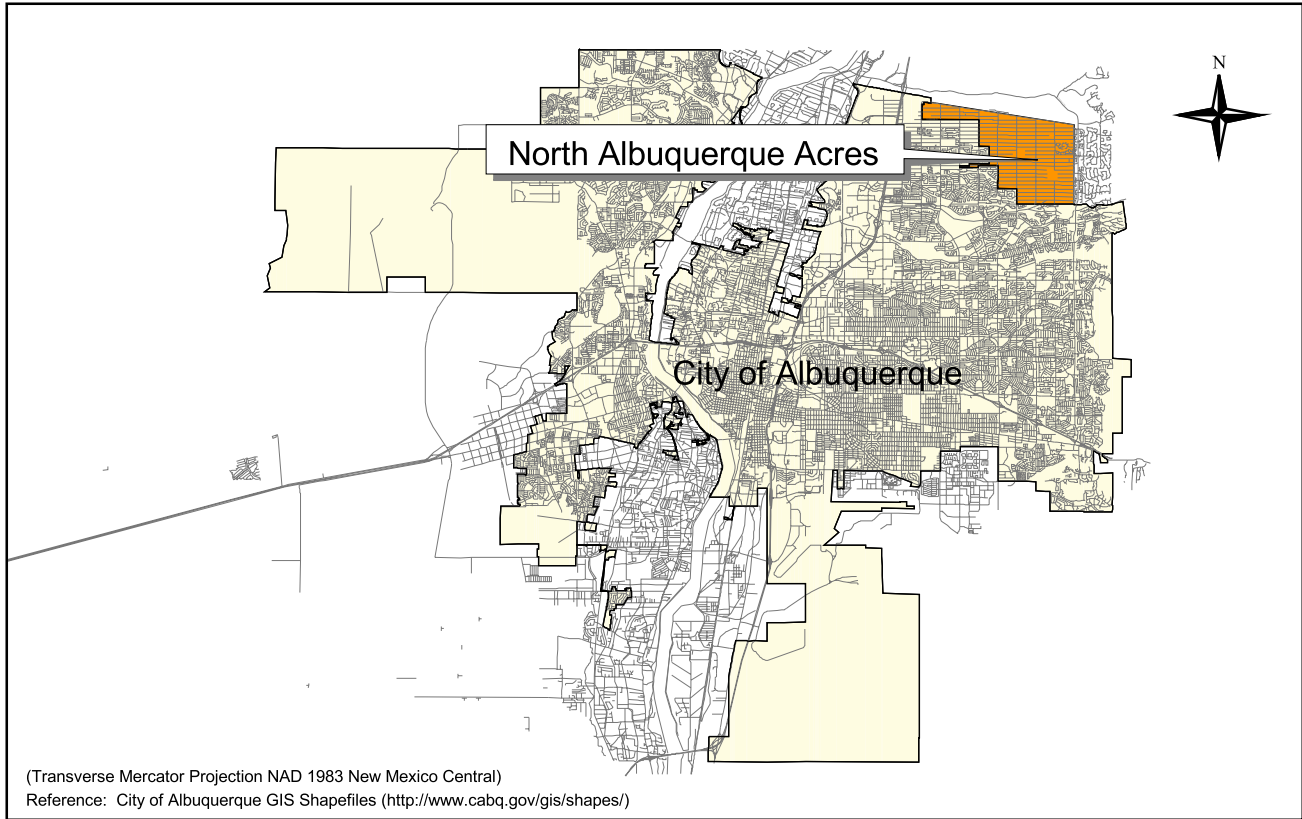 N
North Albuquerque Acres
City of Albuquerque
(Transverse Mercator Projection NAD 1983 New Mexico Central)
Reference:  City of Albuquerque GIS Shapefiles (http://www.cabq.gov/gis/shapes/)